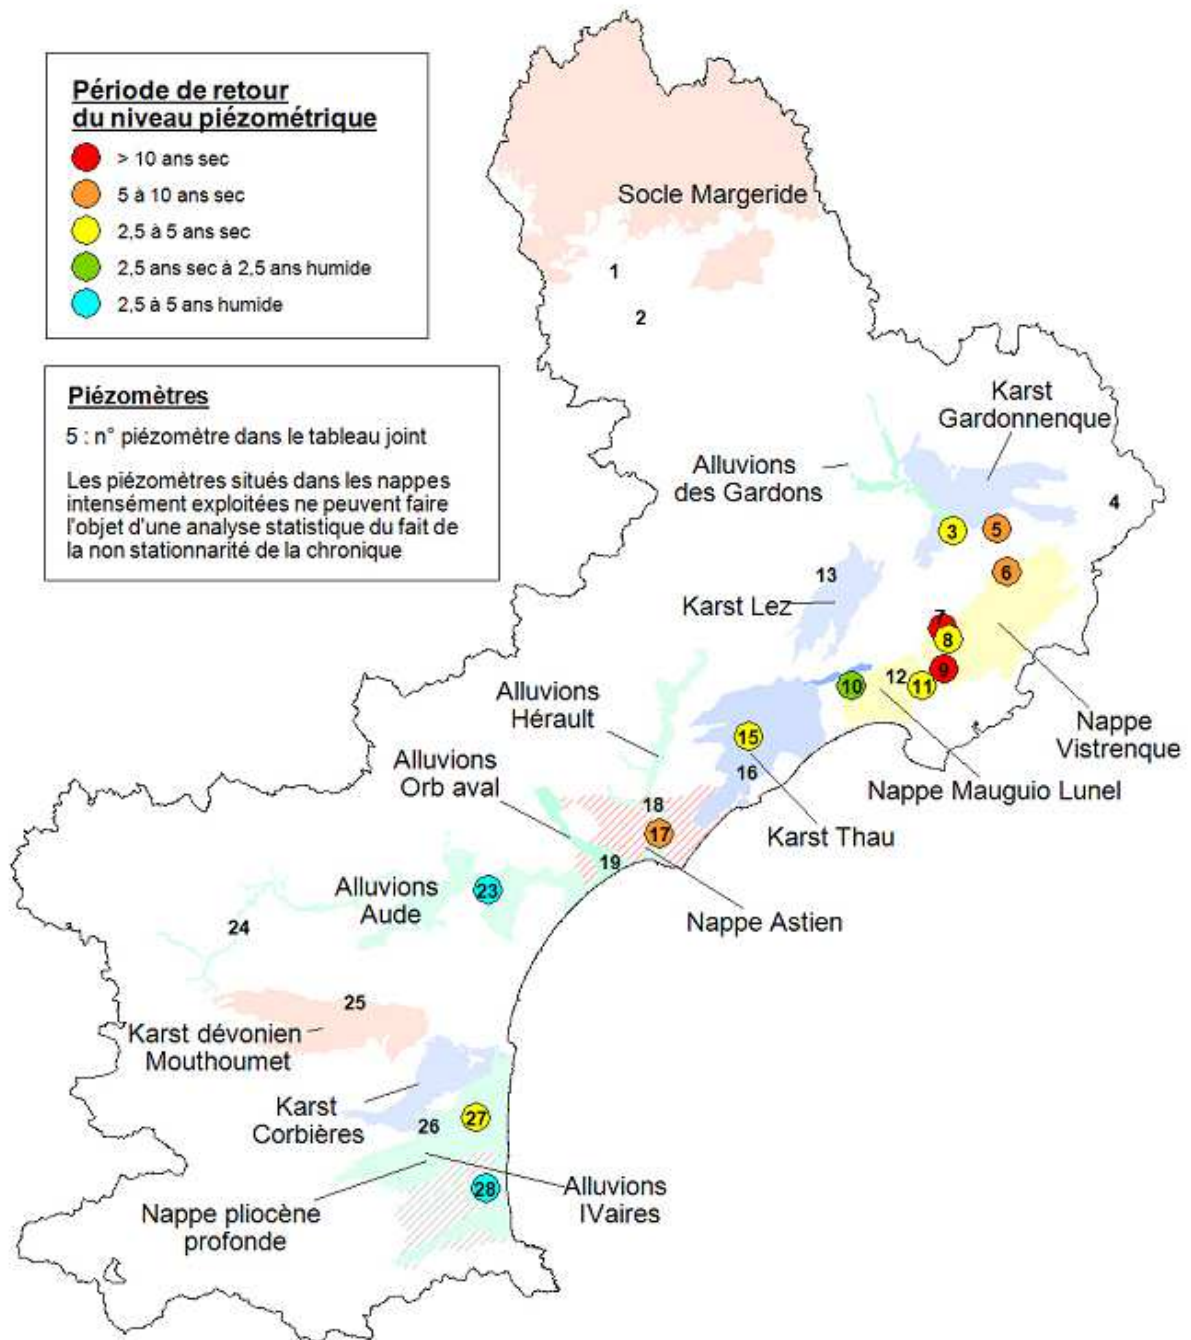 Période de retour
du niveau piézométrique
> 10 ans sec
5 à 10 ans sec
2,5 à 5 ans sec
2,5 ans sec à 2,5 ans humide
2,5 à 5 ans humide
Piézomètres
5 : n° piézomètre dans le tableau joint
Les piézomètres situés dans les nappes
intensément exploitées ne peuvent faire
l'objet d'une analyse statistique du fait de
la non stationnarité de la chronique
Socle Margeride
1
2
Karst
Gardonnenque
Alluvions
des Gardons
4
3
5
6
13
Karst Lez
7
8
9
12
10
11
Alluvions
Hérault
Nappe
Vistrenque
15
16
Alluvions
Orb aval
Nappe Mauguio Lunel
18
17
Karst Thau
19
Alluvions
Aude
23
Nappe Astien
24
25
Karst dévonien
Mouthoumet
Karst
Corbières
26
27
28
Alluvions
IVaires
Nappe pliocène
profonde